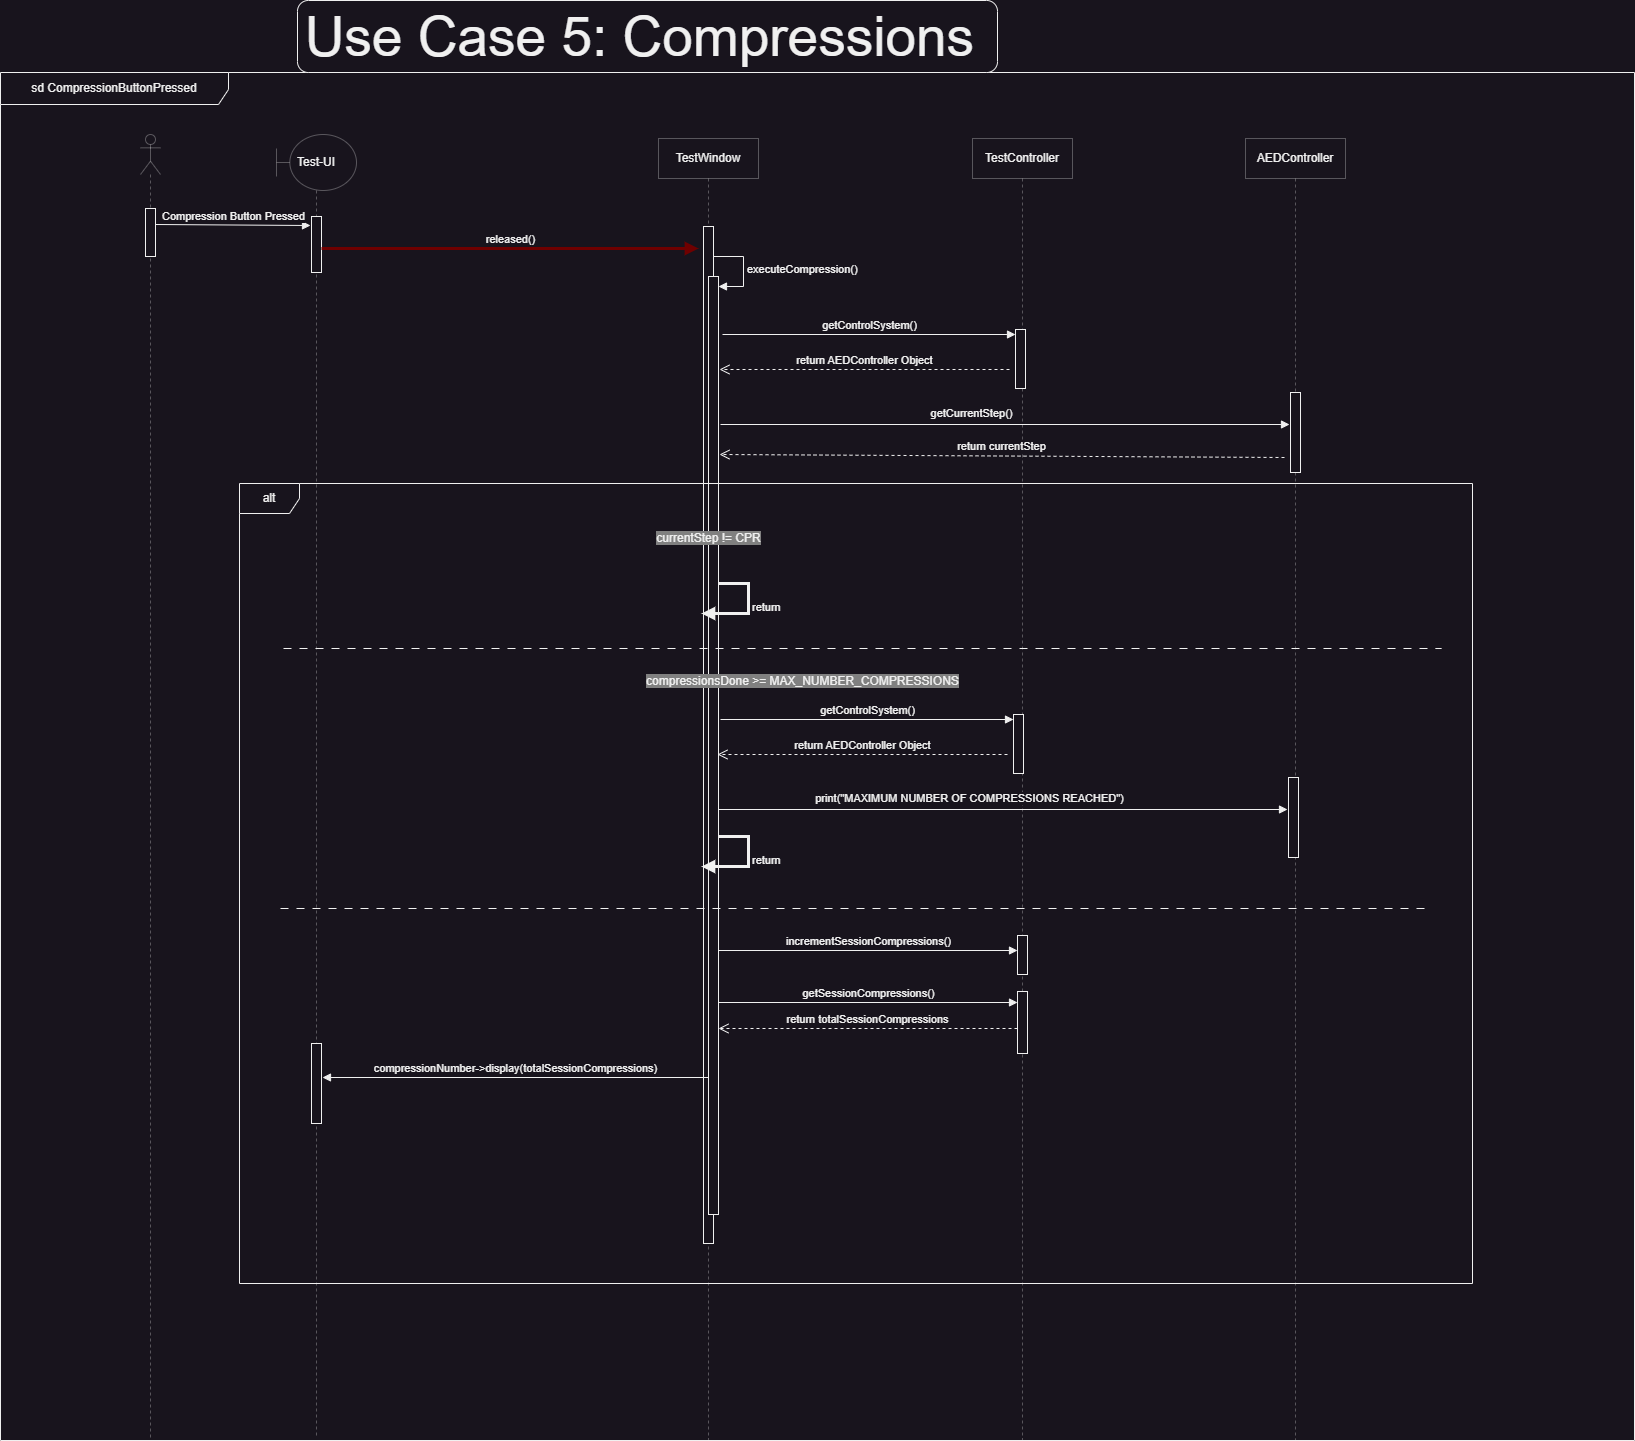 Use Case 5: Compressions
sd CompressionButtonPressed
Test-UI
TestWindow
TestController
AEDController
Compression Button Pressed
released()
executeCompression()
getControlSystem()
return AEDController Object
getCurrentStep()
return currentStep
alt
currentStep != CPR
return
compressionsDone >= MAX_NUMBER_COMPRESSIONS
getControlSystem()
return AEDController Object
print("MAXIMUM NUMBER OF COMPRESSIONS REACHED")
return
incrementSessionCompressions()
getSessionCompressions()
return totalSessionCompressions
compressionNumber->display(totalSessionCompressions)